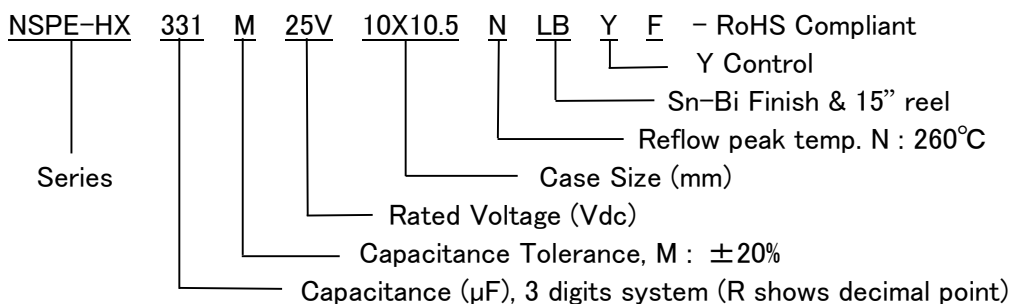 NSPE-HX 331 M 25V 10X10.5 N LB Y F - RoHS Compliant
Y Control
Sn-Bi Finish & 15” reel
Reflow peak temp. N : 260℃
Series
Case Size (mm)
Rated Voltage (Vdc)
Capacitance Tolerance, M : ±20%
Capacitance (μF), 3 digits system (R shows decimal point)